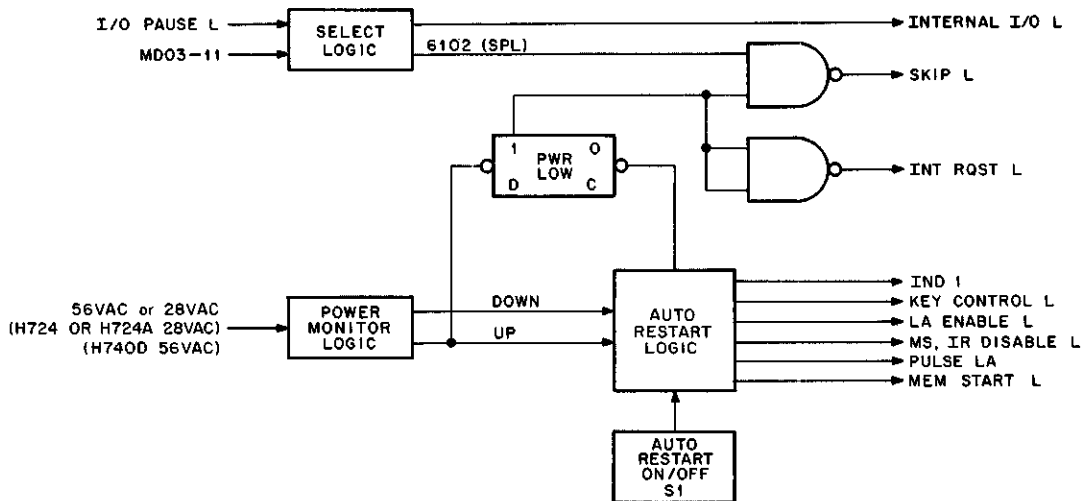 I/O PAUSE L
MD03-11
SELECT
LOGIC
6102 (SPL)
INTERNAL I/O L
SKIP L
1 0
PWR
LOW
D C
INT RQST L
56VAC or 28VAC
(H724 OR H724A 28VAC)
(H740D 56VAC)
POWER
MONITOR
LOGIC
DOWN
UP
AUTO
RESTART
LOGIC
IND 1
KEY CONTROL L
LA ENABLE L
MS, IR DISABLE L
PULSE LA
MEM START L
AUTO
RESTART
ON/OFF
S1